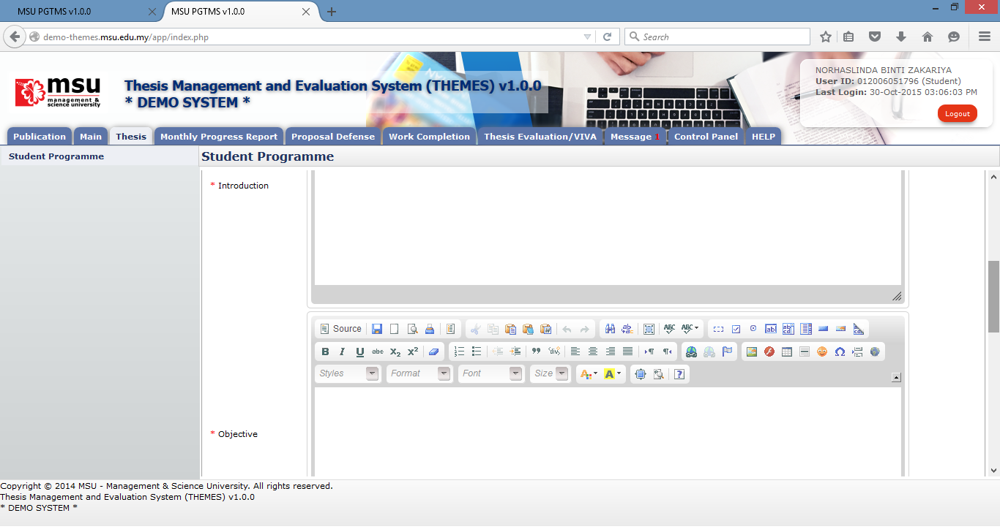 MSU PGTMS v1.0.0
MSU PGTMS v1.0.0
demo-themes.msu.edu.my/app/index.php
Search
msu
management &
science university
Thesis Management and Evaluation System (THEMES) v1.0.0
* DEMO SYSTEM *
NORHASLINDA BINTI ZAKARIYA
User ID: 012006051796 (Student)
Last Login: 30-Oct-2015 03:06:03 PM
Logout
Publication Main Thesis Monthly Progress Report Proposal Defense Work Completion Thesis Evaluation/VIVA Message 1 Control Panel HELP
Student Programme
Student Programme
* Introduction
Source
B I U abc X2 X2
Styles Format Font Size
* Objective
Copyright © 2014 MSU - Management & Science University. All rights reserved.
Thesis Management and Evaluation System (THEMES) v1.0.0
* DEMO SYSTEM *